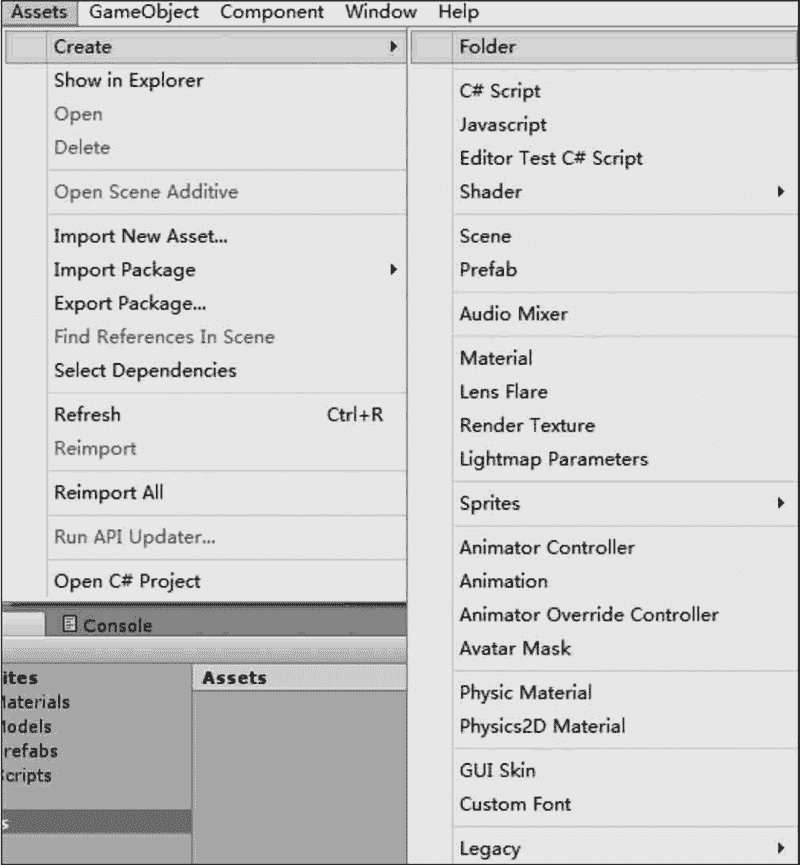 Assets GameObject Component Window Help
Create
Show in Explorer
Open
Delete
Open Scene Additive
Import New Asset...
Import Package
Export Package...
Find References In Scene
Select Dependencies
Refresh Ctrl+R
Reimport
Reimport All
Run API Updater...
Open C# Project
Folder
C# Script
Javascript
Editor Test C# Script
Shader
Scene
Prefab
Audio Mixer
Material
Lens Flare
Render Texture
Lightmap Parameters
Sprites
Animator Controller
Animation
Animator Override Controller
Avatar Mask
Physic Material
Physics2D Material
GUI Skin
Custom Font
Legacy
Console
ites
Materials
Models
refabs
Scripts
s
Assets